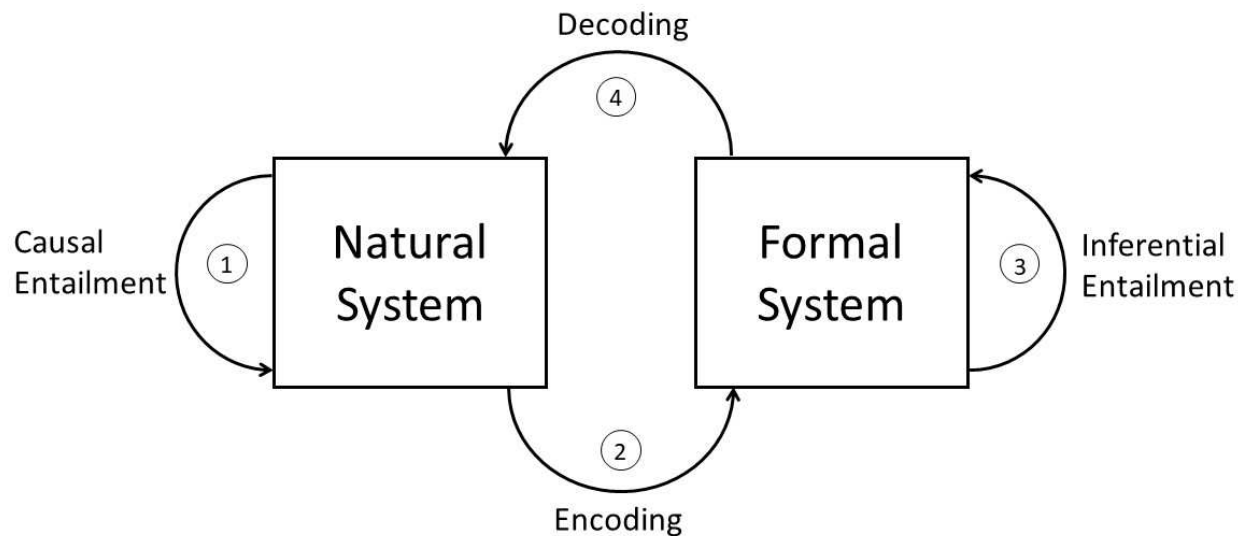 Decoding
4
Causal
Entailment
1
Natural
System
Formal
System
3
Inferential
Entailment
2
Encoding